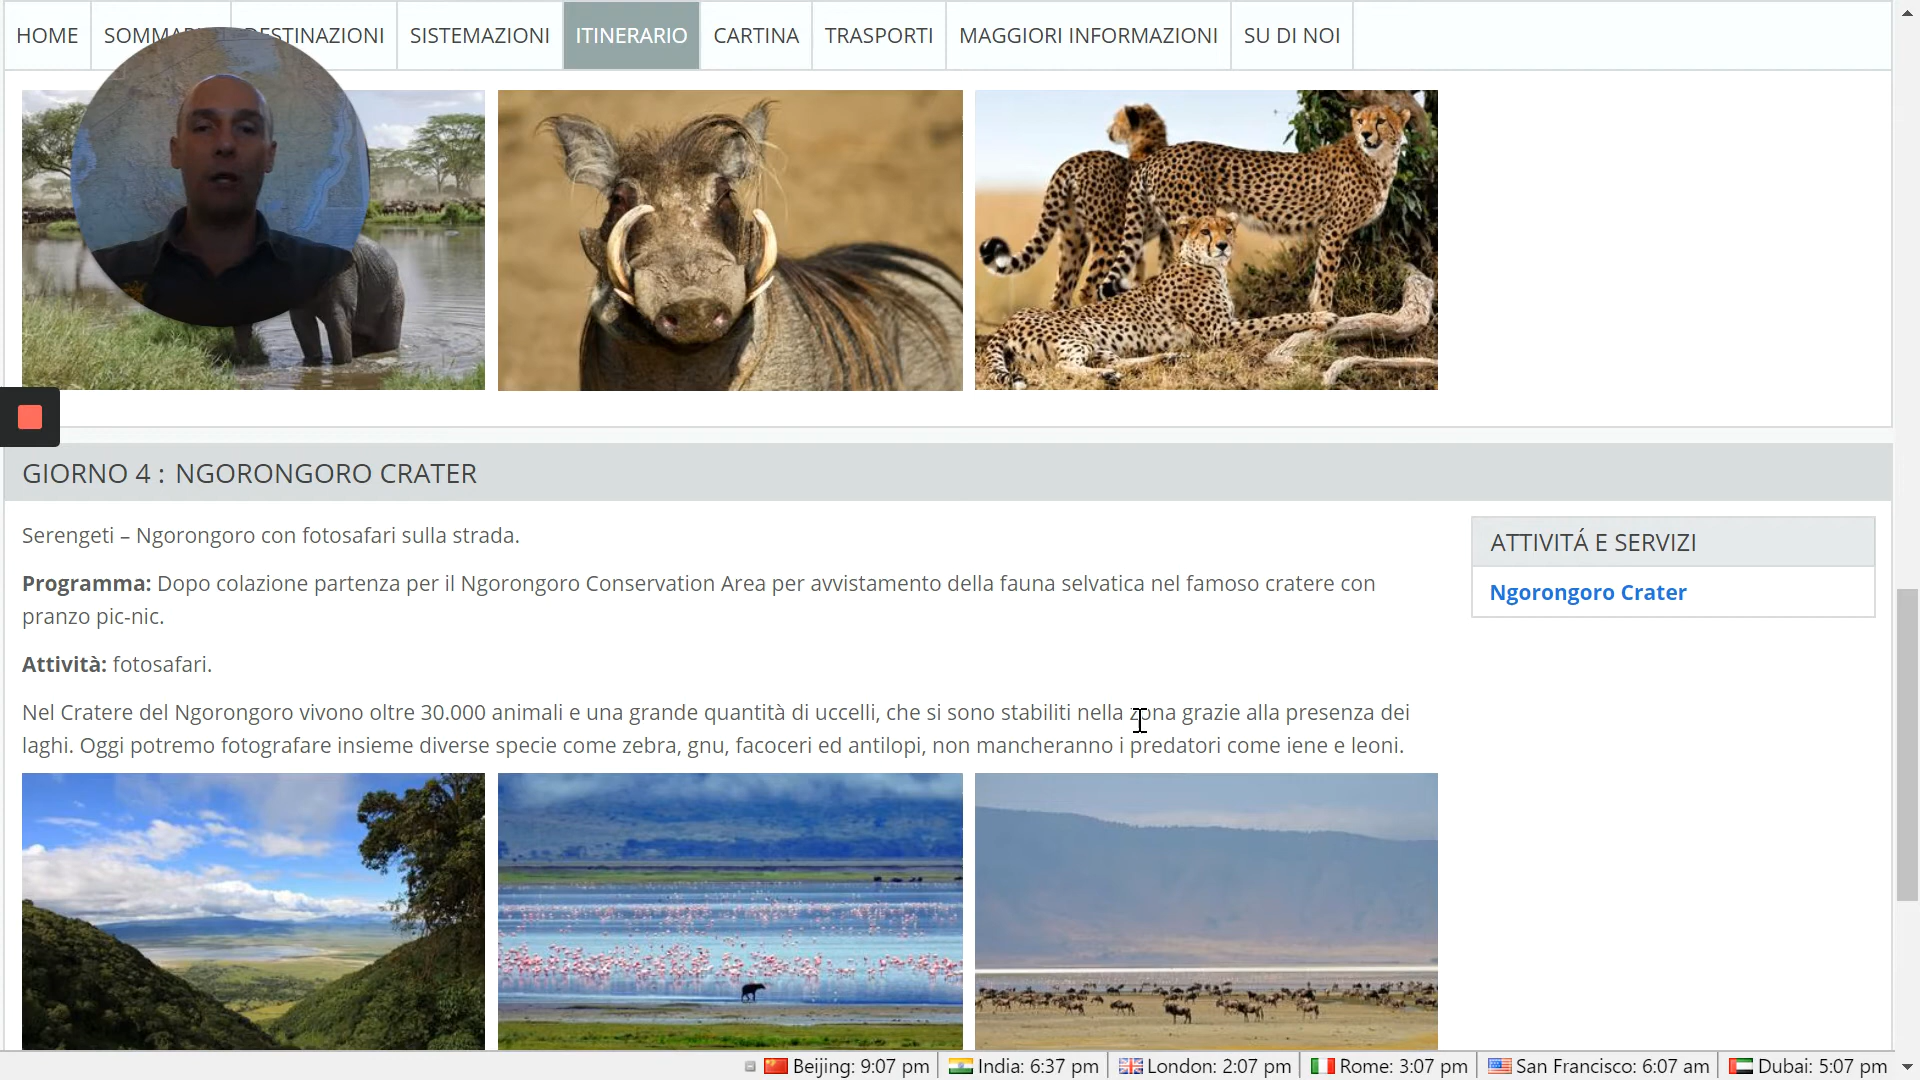 HOME SOMMA DESTINAZIONI SISTEMAZIONI ITINERARIO CARTINA TRASPORTI MAGGIORI INFORMAZIONI SU DI NOI
GIORNO 4 : NGORONGORO CRATER
Serengeti – Ngorongoro con fotosafari sulla strada.
Programma: Dopo colazione partenza per il Ngorongoro Conservation Area per avvistamento della fauna selvatica nel famoso cratere con
pranzo pic-nic.
Attività: fotosafari.
Nel Cratere del Ngorongoro vivono oltre 30.000 animali e una grande quantità di uccelli, che si sono stabiliti nella zona grazie alla presenza dei
laghi. Oggi potremo fotografare insieme diverse specie come zebra, gnu, facoceri ed antilopi, non mancheranno i predatori come iene e leoni.
ATTIVITÁ E SERVIZI
Ngorongoro Crater
Beijing: 9:07 pm India: 6:37 pm London: 2:07 pm Rome: 3:07 pm San Francisco: 6:07 am Dubai: 5:07 pm